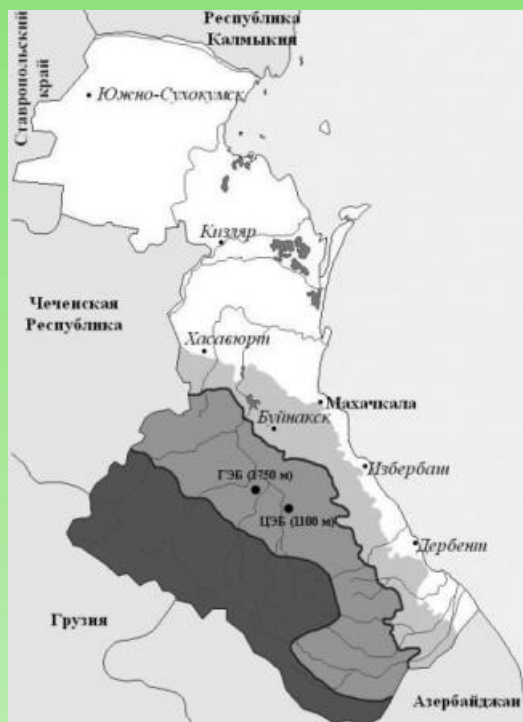 Республика
Калмыкия
Ставропольский
край
Южно-Сухокумск
Кизляр
Чеченская
Республика
Хасавюрт
Махачкала
Буйнакск
Избербаш
ГЭБ (1750 м)
ЦЭБ (1100 м)
Дербент
Грузия
Азербайджан